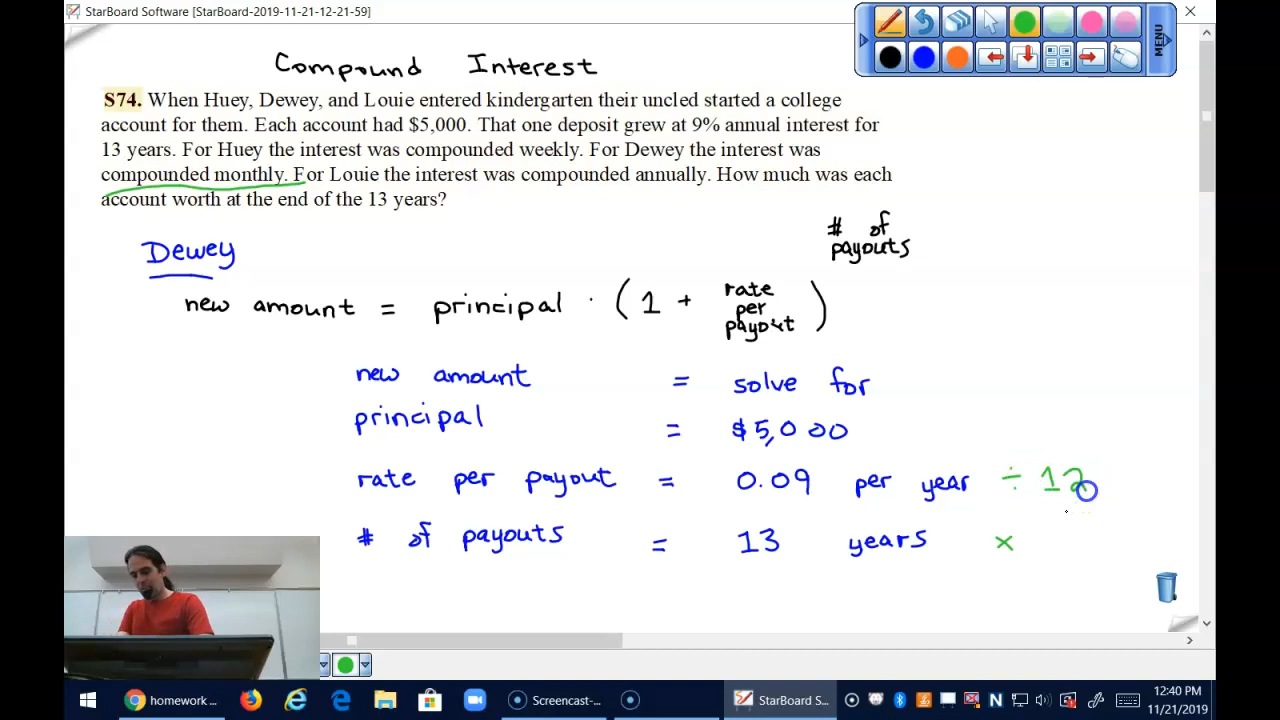 StarBoard Software [StarBoard-2019-11-21-12-21-59]
MENU
Compound Interest
S74. When Huey, Dewey, and Louie entered kindergarten their uncled started a college
account for them. Each account had $5,000. That one deposit grew at 9% annual interest for
13 years. For Huey the interest was compounded weekly. For Dewey the interest was
compounded monthly. For Louie the interest was compounded annually. How much was each
account worth at the end of the 13 years?
Dewey
# of
payouts
new amount = principal · (1 + rate per payout)
new amount = solve for
principal = $5,000
rate per payout = 0.09 per year ÷ 12
# of payouts = 13 years ×
homework ...
Screencast-...
StarBoard S...
12:40 PM
11/21/2019